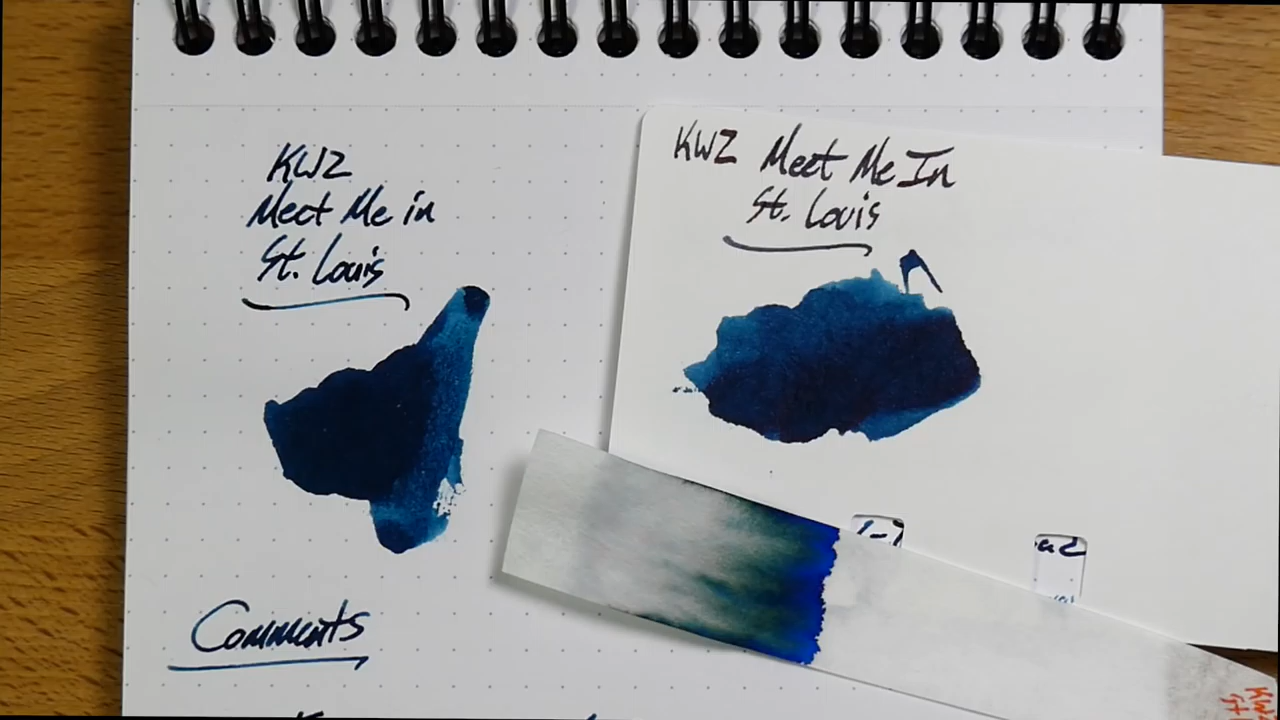 KWZ
Meet Me in
St. Louis
KWZ Meet Me In
St. Louis
Comments